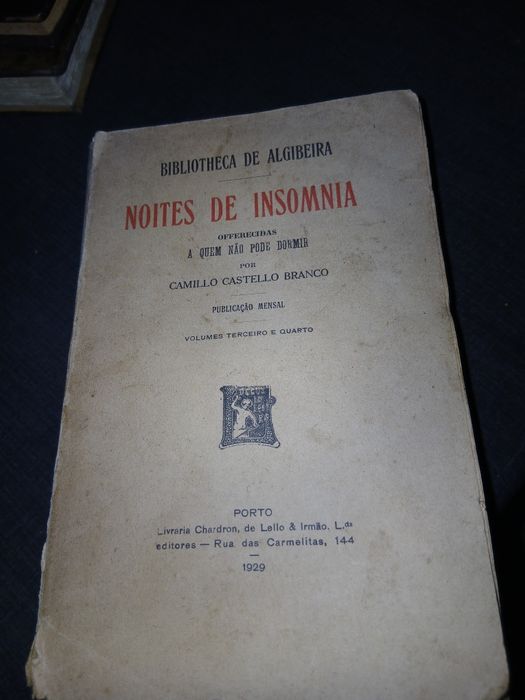 BIBLIOTHECA DE ALGIBEIRA
NOITES DE INSOMNIA
OFFERECIDAS
A QUEM NÃO PODE DORMIR
POR
CAMILLO CASTELLO BRANCO
PUBLICAÇÃO MENSAL
VOLUMES TERCEIRO E QUARTO
PORTO
Livraria Chardron, de Lello & Irmão, L.da
editores — Rua das Carmelitas, 144
1929